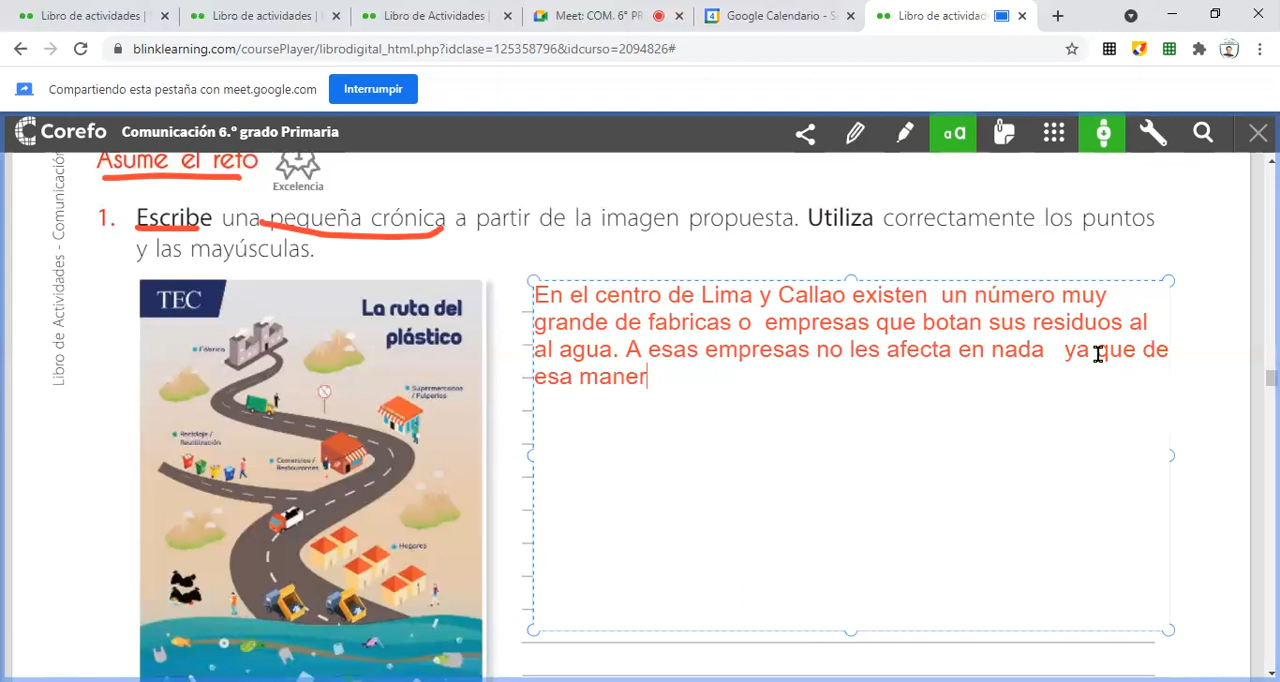 Libro de actividades |
Libro de actividades |
Libro de Actividades |
Meet: COM. 6° PR
Google Calendario - S
Libro de actividad
blinklearning.com/coursePlayer/librodigital_html.php?idclase=125358796&idcurso=2094826#
Compartiendo esta pestaña con meet.google.com
Interrumpir
Corefo
Comunicación 6.º grado Primaria
a a
Asume el reto
Excelencia
Libro de Actividades - Comunicación
1. Escribe una pequeña crónica a partir de la imagen propuesta. Utiliza correctamente los puntos
y las mayúsculas.
TEC
La ruta del
plástico
Fábrica
Supermercados
/ Pulperías
Reciclaje /
Reutilización
Comercios /
Restaurantes
Hogares
En el centro de Lima y Callao existen un número muy
grande de fabricas o empresas que botan sus residuos al
al agua. A esas empresas no les afecta en nada ya que de
esa maner